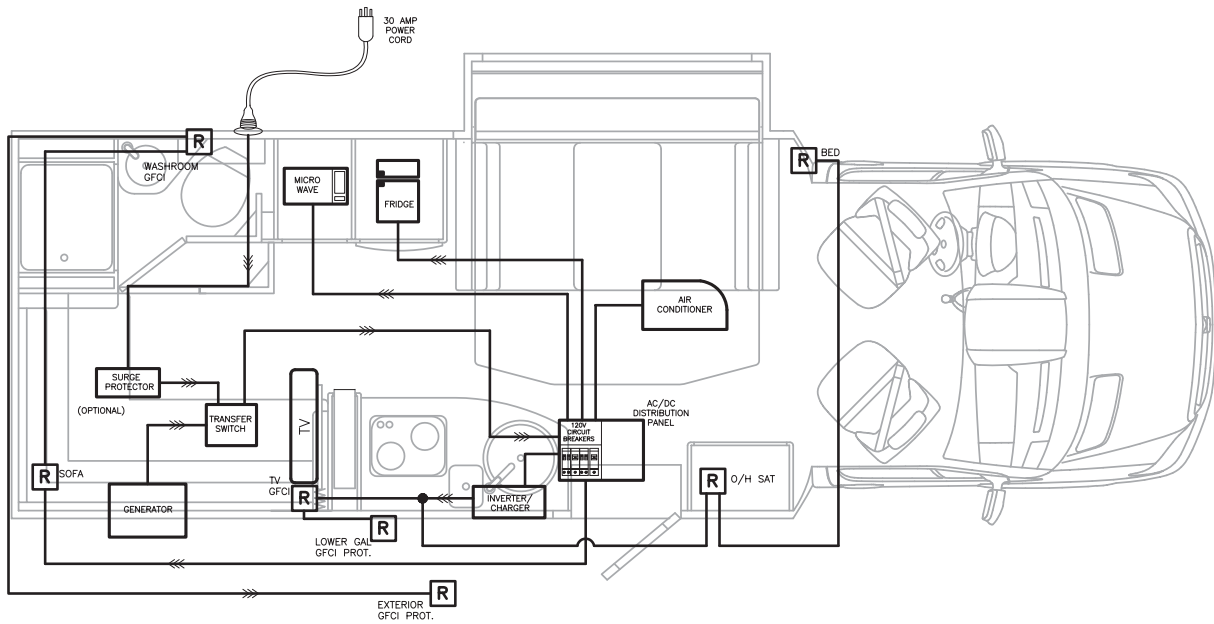 30 AMP
POWER
CORD
R
WASHROOM
GFCI
MICRO
WAVE
FRIDGE
R
BED
AIR
CONDITIONER
SURGE
PROTECTOR
(OPTIONAL)
TRANSFER
SWITCH
TV
AC/DC
DISTRIBUTION
PANEL
120V
CIRCUIT
BREAKERS
R
SOFA
GENERATOR
TV
GFCI
R
INVERTER/
CHARGER
R
O/H SAT
LOWER GAL
GFCI PROT.
R
EXTERIOR
GFCI PROT.
R